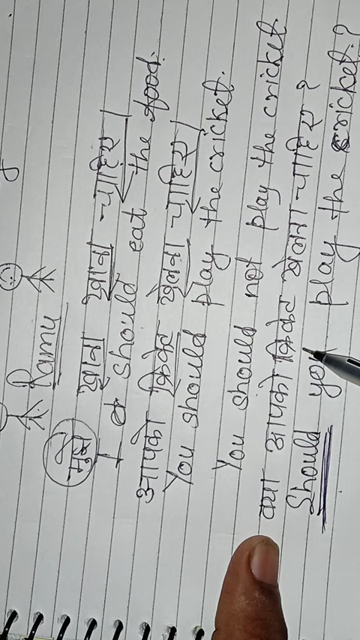 Ramu
हमें खाना खाना चाहिए।
I should eat the food.
आपको क्रिकेट खेलना चाहिए।
You should play the cricket.
You should not play the cricket
क्या आपको क्रिकेट खेलना चाहिए?
Should you play the cricket?